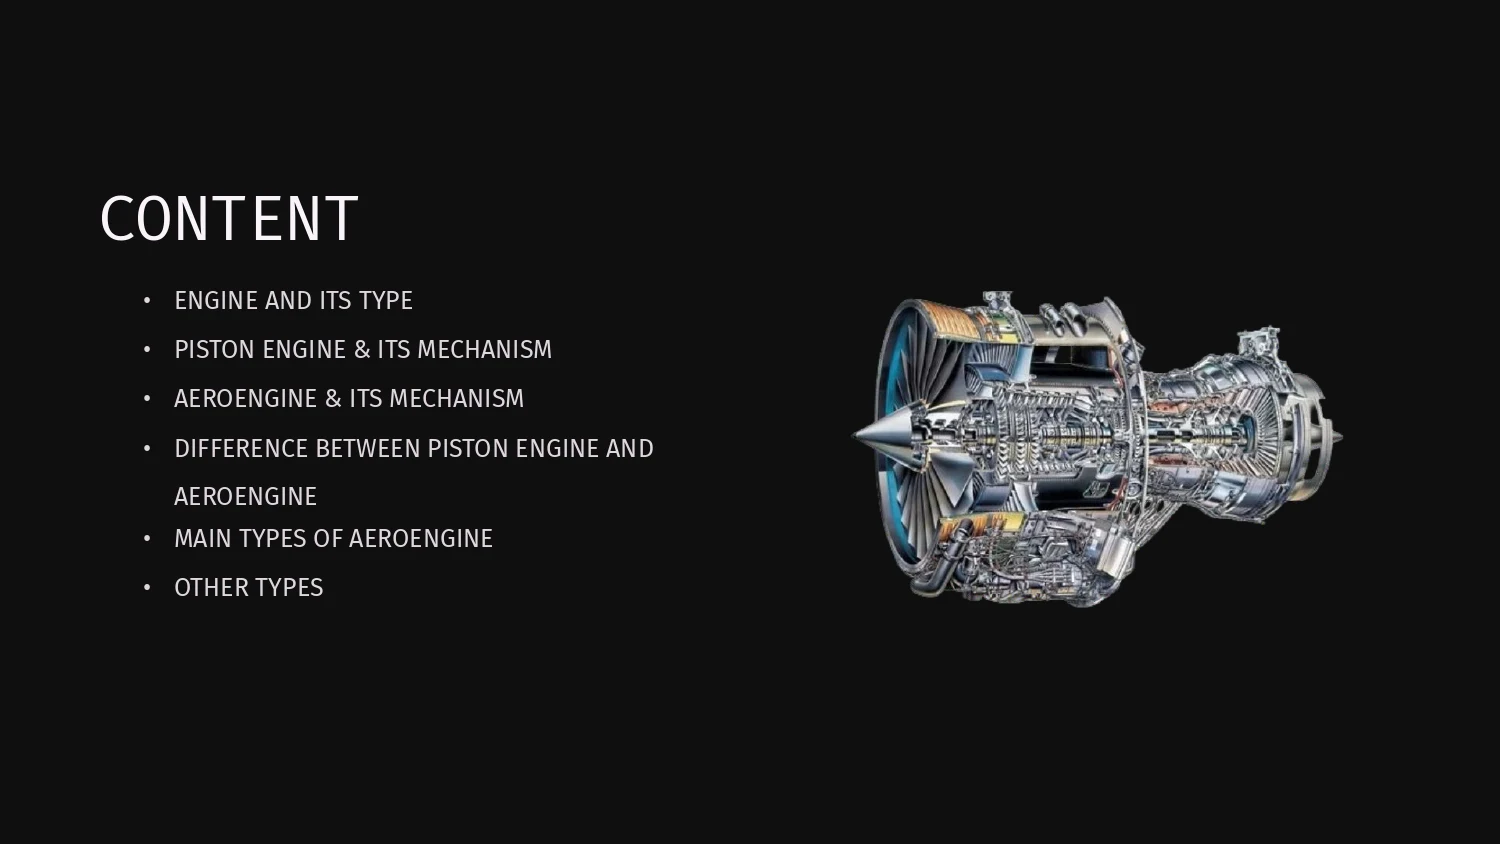 CONTENT
• ENGINE AND ITS TYPE
• PISTON ENGINE & ITS MECHANISM
• AEROENGINE & ITS MECHANISM
• DIFFERENCE BETWEEN PISTON ENGINE AND
AEROENGINE
• MAIN TYPES OF AEROENGINE
• OTHER TYPES